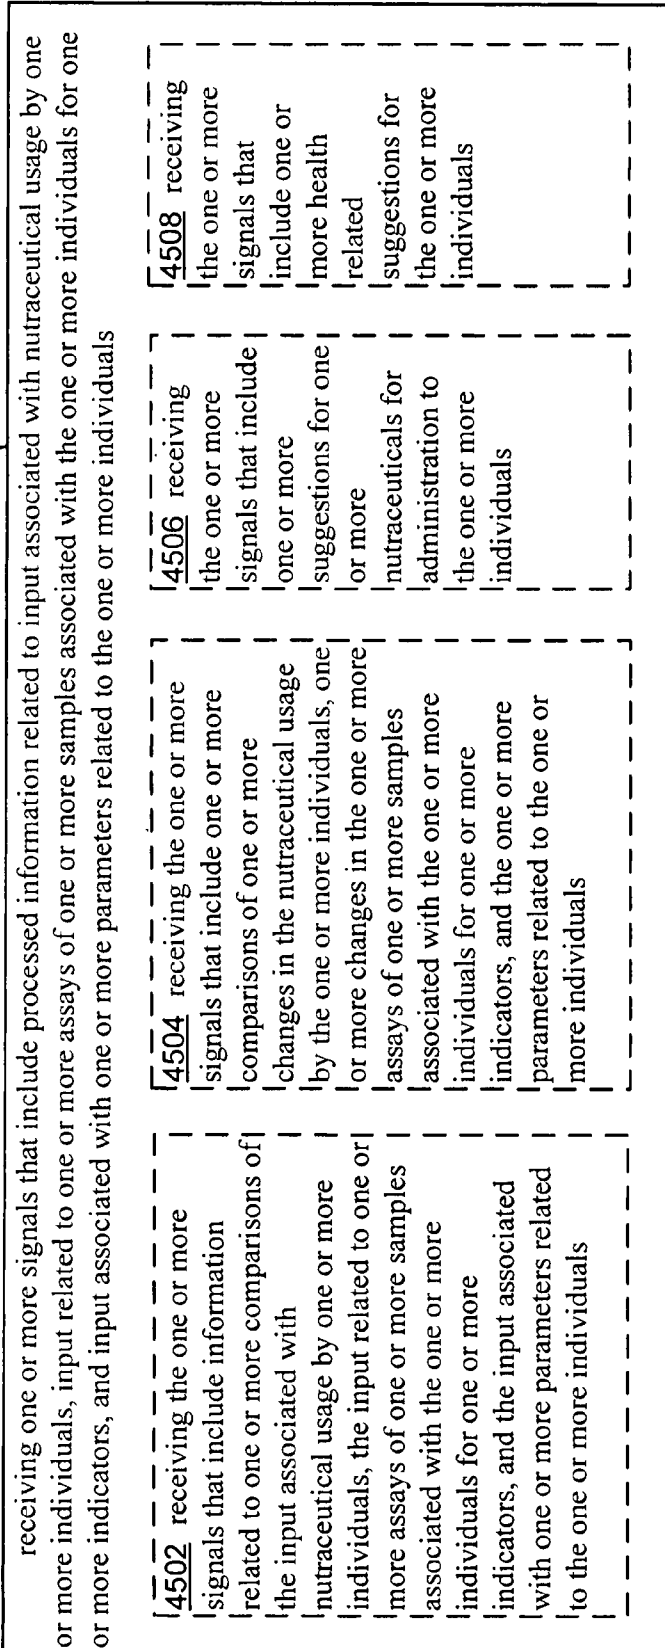 receiving one or more signals that include processed information related to input associated with nutraceutical usage by one
or more individuals, input related to one or more assays of one or more samples associated with the one or more individuals for one
or more indicators, and input associated with one or more parameters related to the one or more individuals
4502 receiving the one or more
signals that include information
related to one or more comparisons of
the input associated with
nutraceutical usage by one or more
individuals, the input related to one or
more assays of one or more samples
associated with the one or more
individuals for one or more
indicators, and the input associated
with one or more parameters related
to the one or more individuals
4504 receiving the one or more
signals that include one or more
comparisons of one or more
changes in the nutraceutical usage
by the one or more individuals, one
or more changes in the one or more
assays of one or more samples
associated with the one or more
individuals for one or more
indicators, and the one or more
parameters related to the one or
more individuals
4506 receiving
the one or more
signals that include
one or more
suggestions for one
or more
nutraceuticals for
administration to
the one or more
individuals
4508 receiving
the one or more
signals that
include one or
more health
related
suggestions for
the one or more
individuals